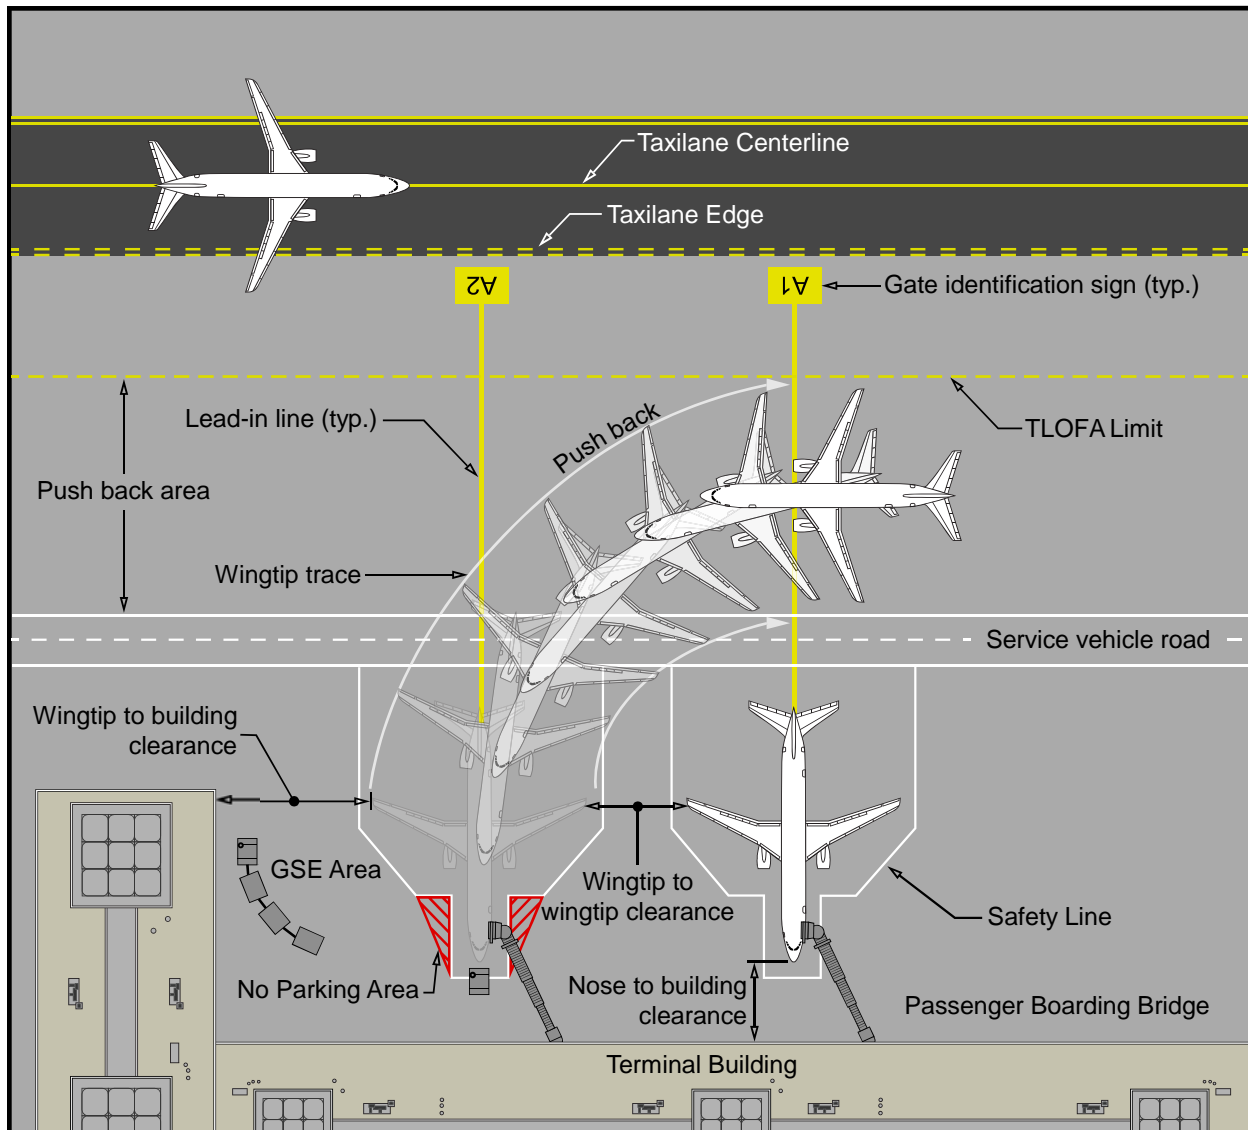 Taxilane Centerline
Taxilane Edge
A2
A1
Gate identification sign (typ.)
Lead-in line (typ.)
Push back
TLOFA Limit
Push back area
Wingtip trace
Service vehicle road
Wingtip to building
clearance
GSE Area
Wingtip to
wingtip clearance
Safety Line
No Parking Area
Nose to building
clearance
Passenger Boarding Bridge
Terminal Building